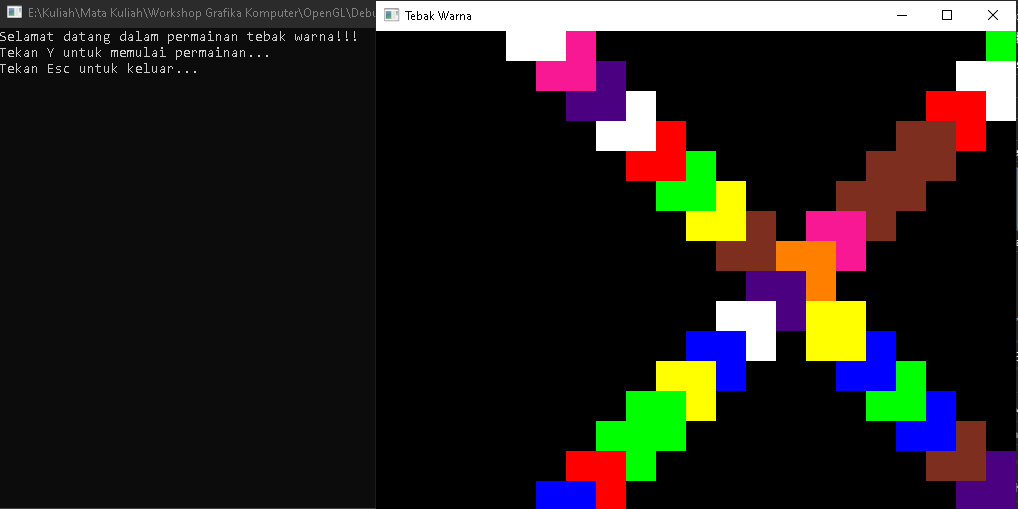 E:\Kuliah\Mata Kuliah\Workshop Grafika Komputer\OpenGL\Debu
Tebak Warna
Selamat datang dalam permainan tebak warna!!!
Tekan Y untuk memulai permainan...
Tekan Esc untuk keluar...